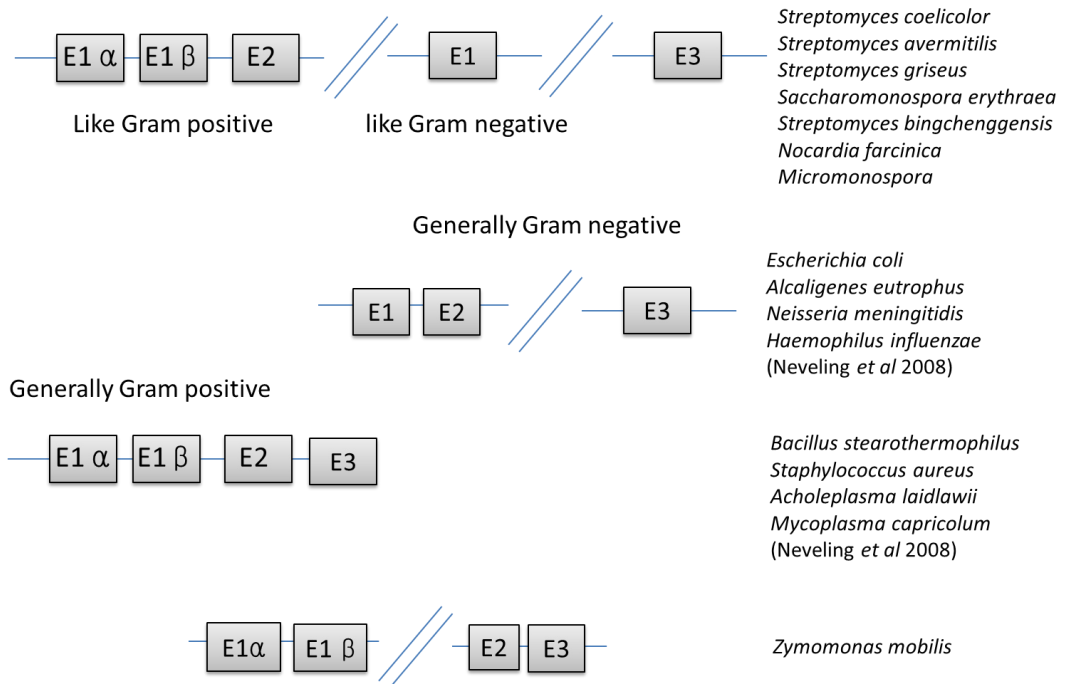 E1 α E1 β E2 E1 E3
Like Gram positive like Gram negative
Streptomyces coelicolor
Streptomyces avermitilis
Streptomyces griseus
Saccharomonospora erythraea
Streptomyces bingchenggensis
Nocardia farcinica
Micromonospora
Generally Gram negative
E1 E2 E3
Escherichia coli
Alcaligenes eutrophus
Neisseria meningitidis
Haemophilus influenzae
(Neveling et al 2008)
Generally Gram positive
E1 α E1 β E2 E3
Bacillus stearothermophilus
Staphylococcus aureus
Acholeplasma laidlawii
Mycoplasma capricolum
(Neveling et al 2008)
E1α E1 β E2 E3
Zymomonas mobilis